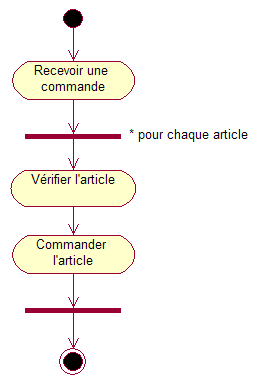 Recevoir une
commande
* pour chaque article
Vérifier l'article
Commander
l'article